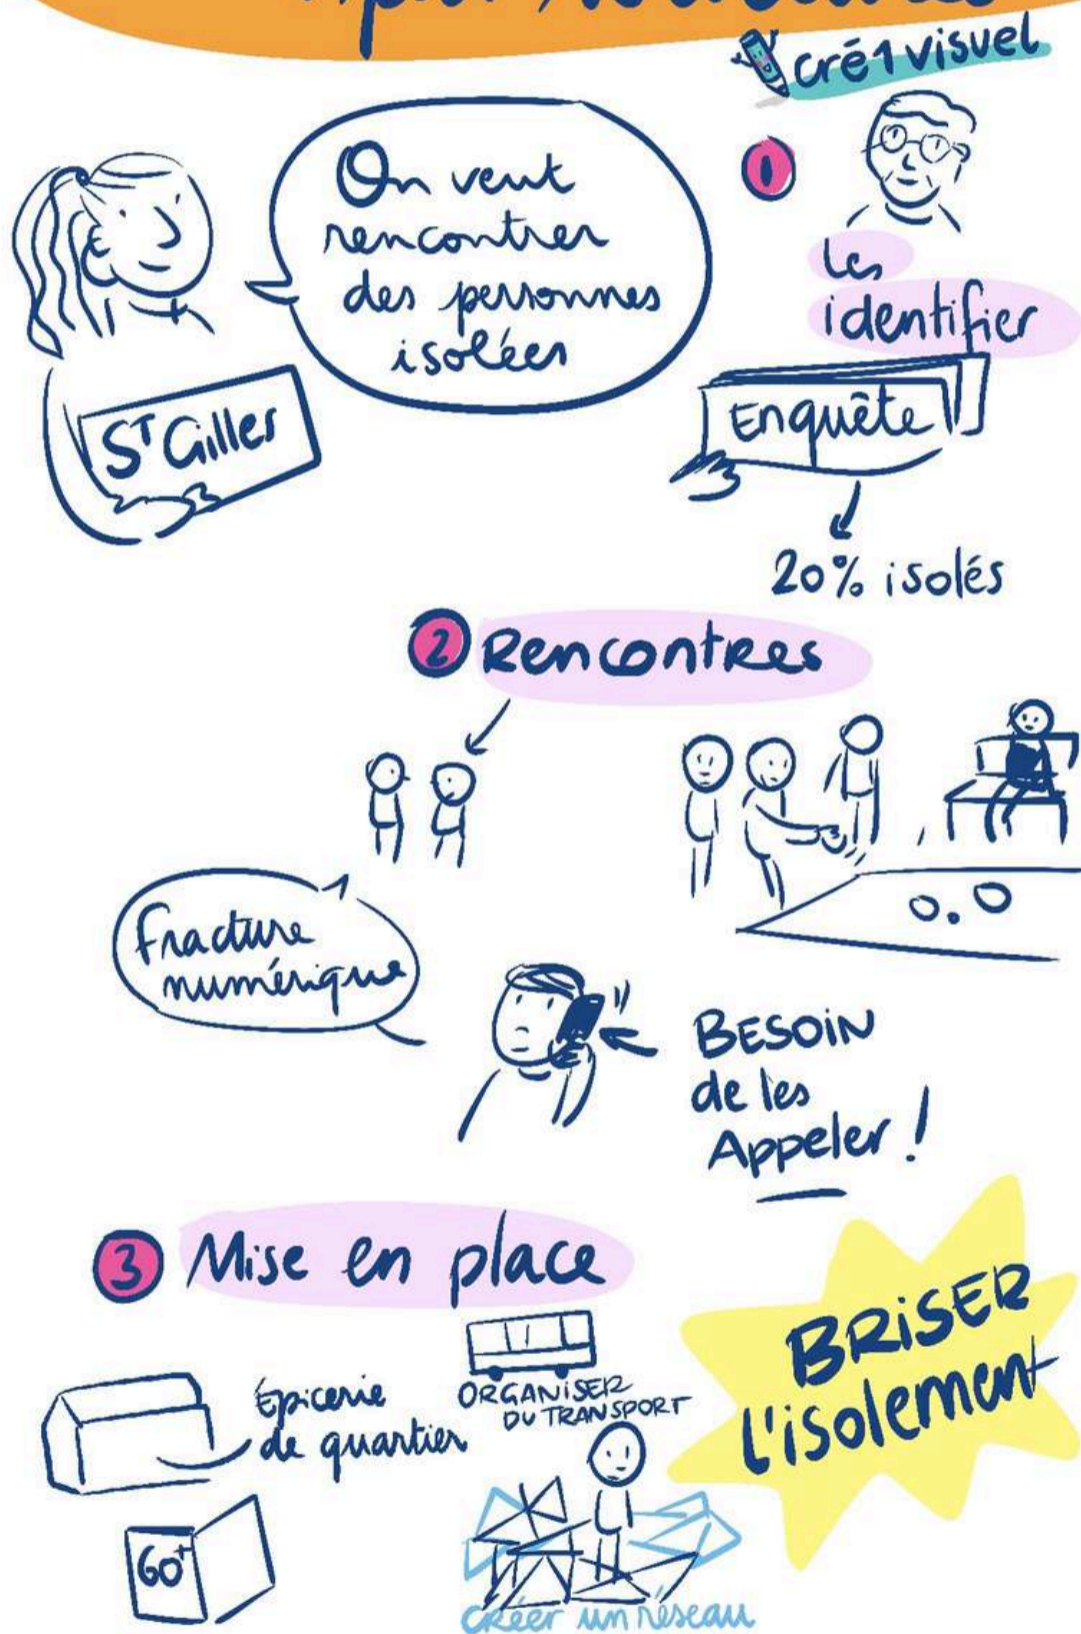 cré1visuel
On veut
rencontrer
des personnes
isolées
ST Gilles
1
Les
identifier
Enquête
20% isolés
2 Rencontres
Fracture
numérique
BESOIN
de les
Appeler !
3 Mise en place
Épicerie
de quartier
ORGANISER
DU TRANSPORT
60+
créer un réseau
BRISER
l'isolement